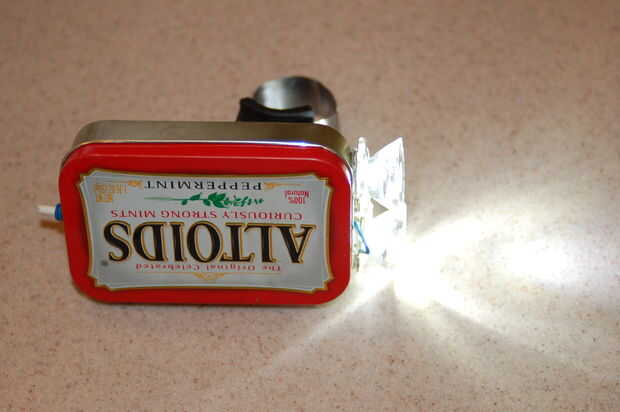 The Original Celebrated
ALTOIDS®
CURIOUSLY STRONG MINTS
PEPPERMINT
100%
Natural